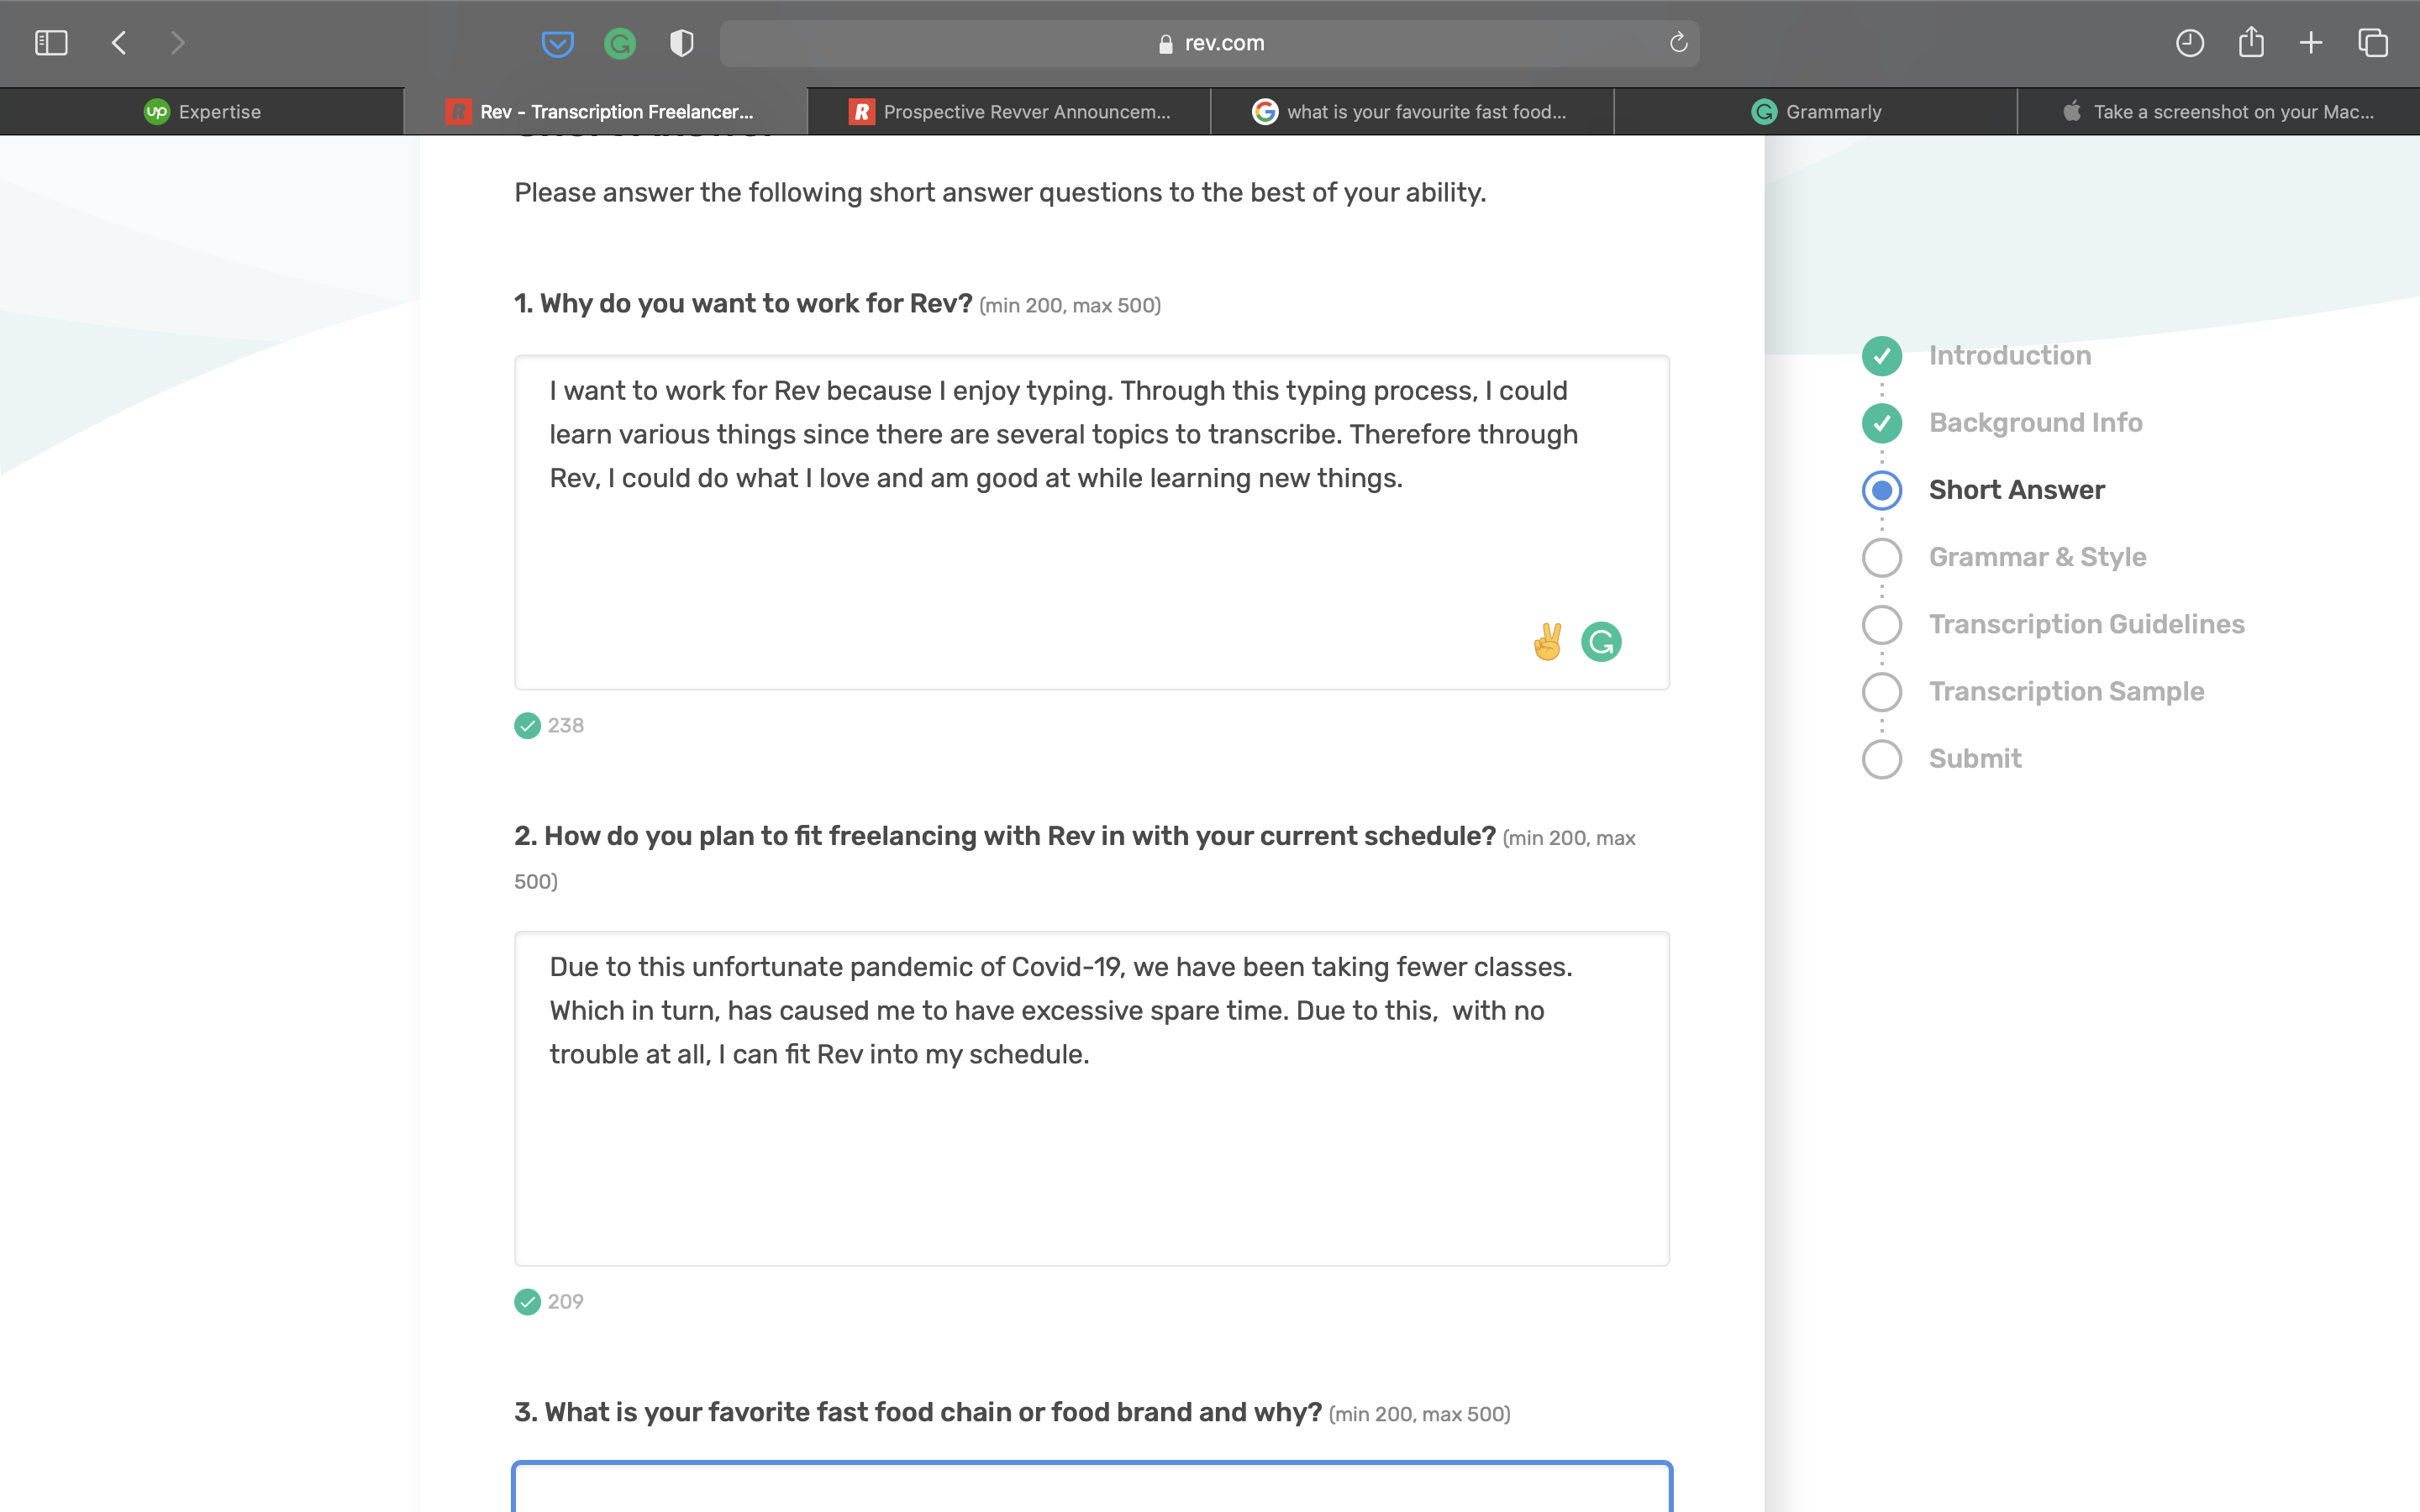 rev.com
Expertise
Rev - Transcription Freelancer...
Prospective Revver Announcem...
what is your favourite fast food...
Grammarly
Take a screenshot on your Mac...
Please answer the following short answer questions to the best of your ability.
1. Why do you want to work for Rev? (min 200, max 500)
I want to work for Rev because I enjoy typing. Through this typing process, I could
learn various things since there are several topics to transcribe. Therefore through
Rev, I could do what I love and am good at while learning new things.
238
2. How do you plan to fit freelancing with Rev in with your current schedule? (min 200, max
500)
Due to this unfortunate pandemic of Covid-19, we have been taking fewer classes.
Which in turn, has caused me to have excessive spare time. Due to this,  with no
trouble at all, I can fit Rev into my schedule.
209
3. What is your favorite fast food chain or food brand and why? (min 200, max 500)
Introduction
Background Info
Short Answer
Grammar & Style
Transcription Guidelines
Transcription Sample
Submit